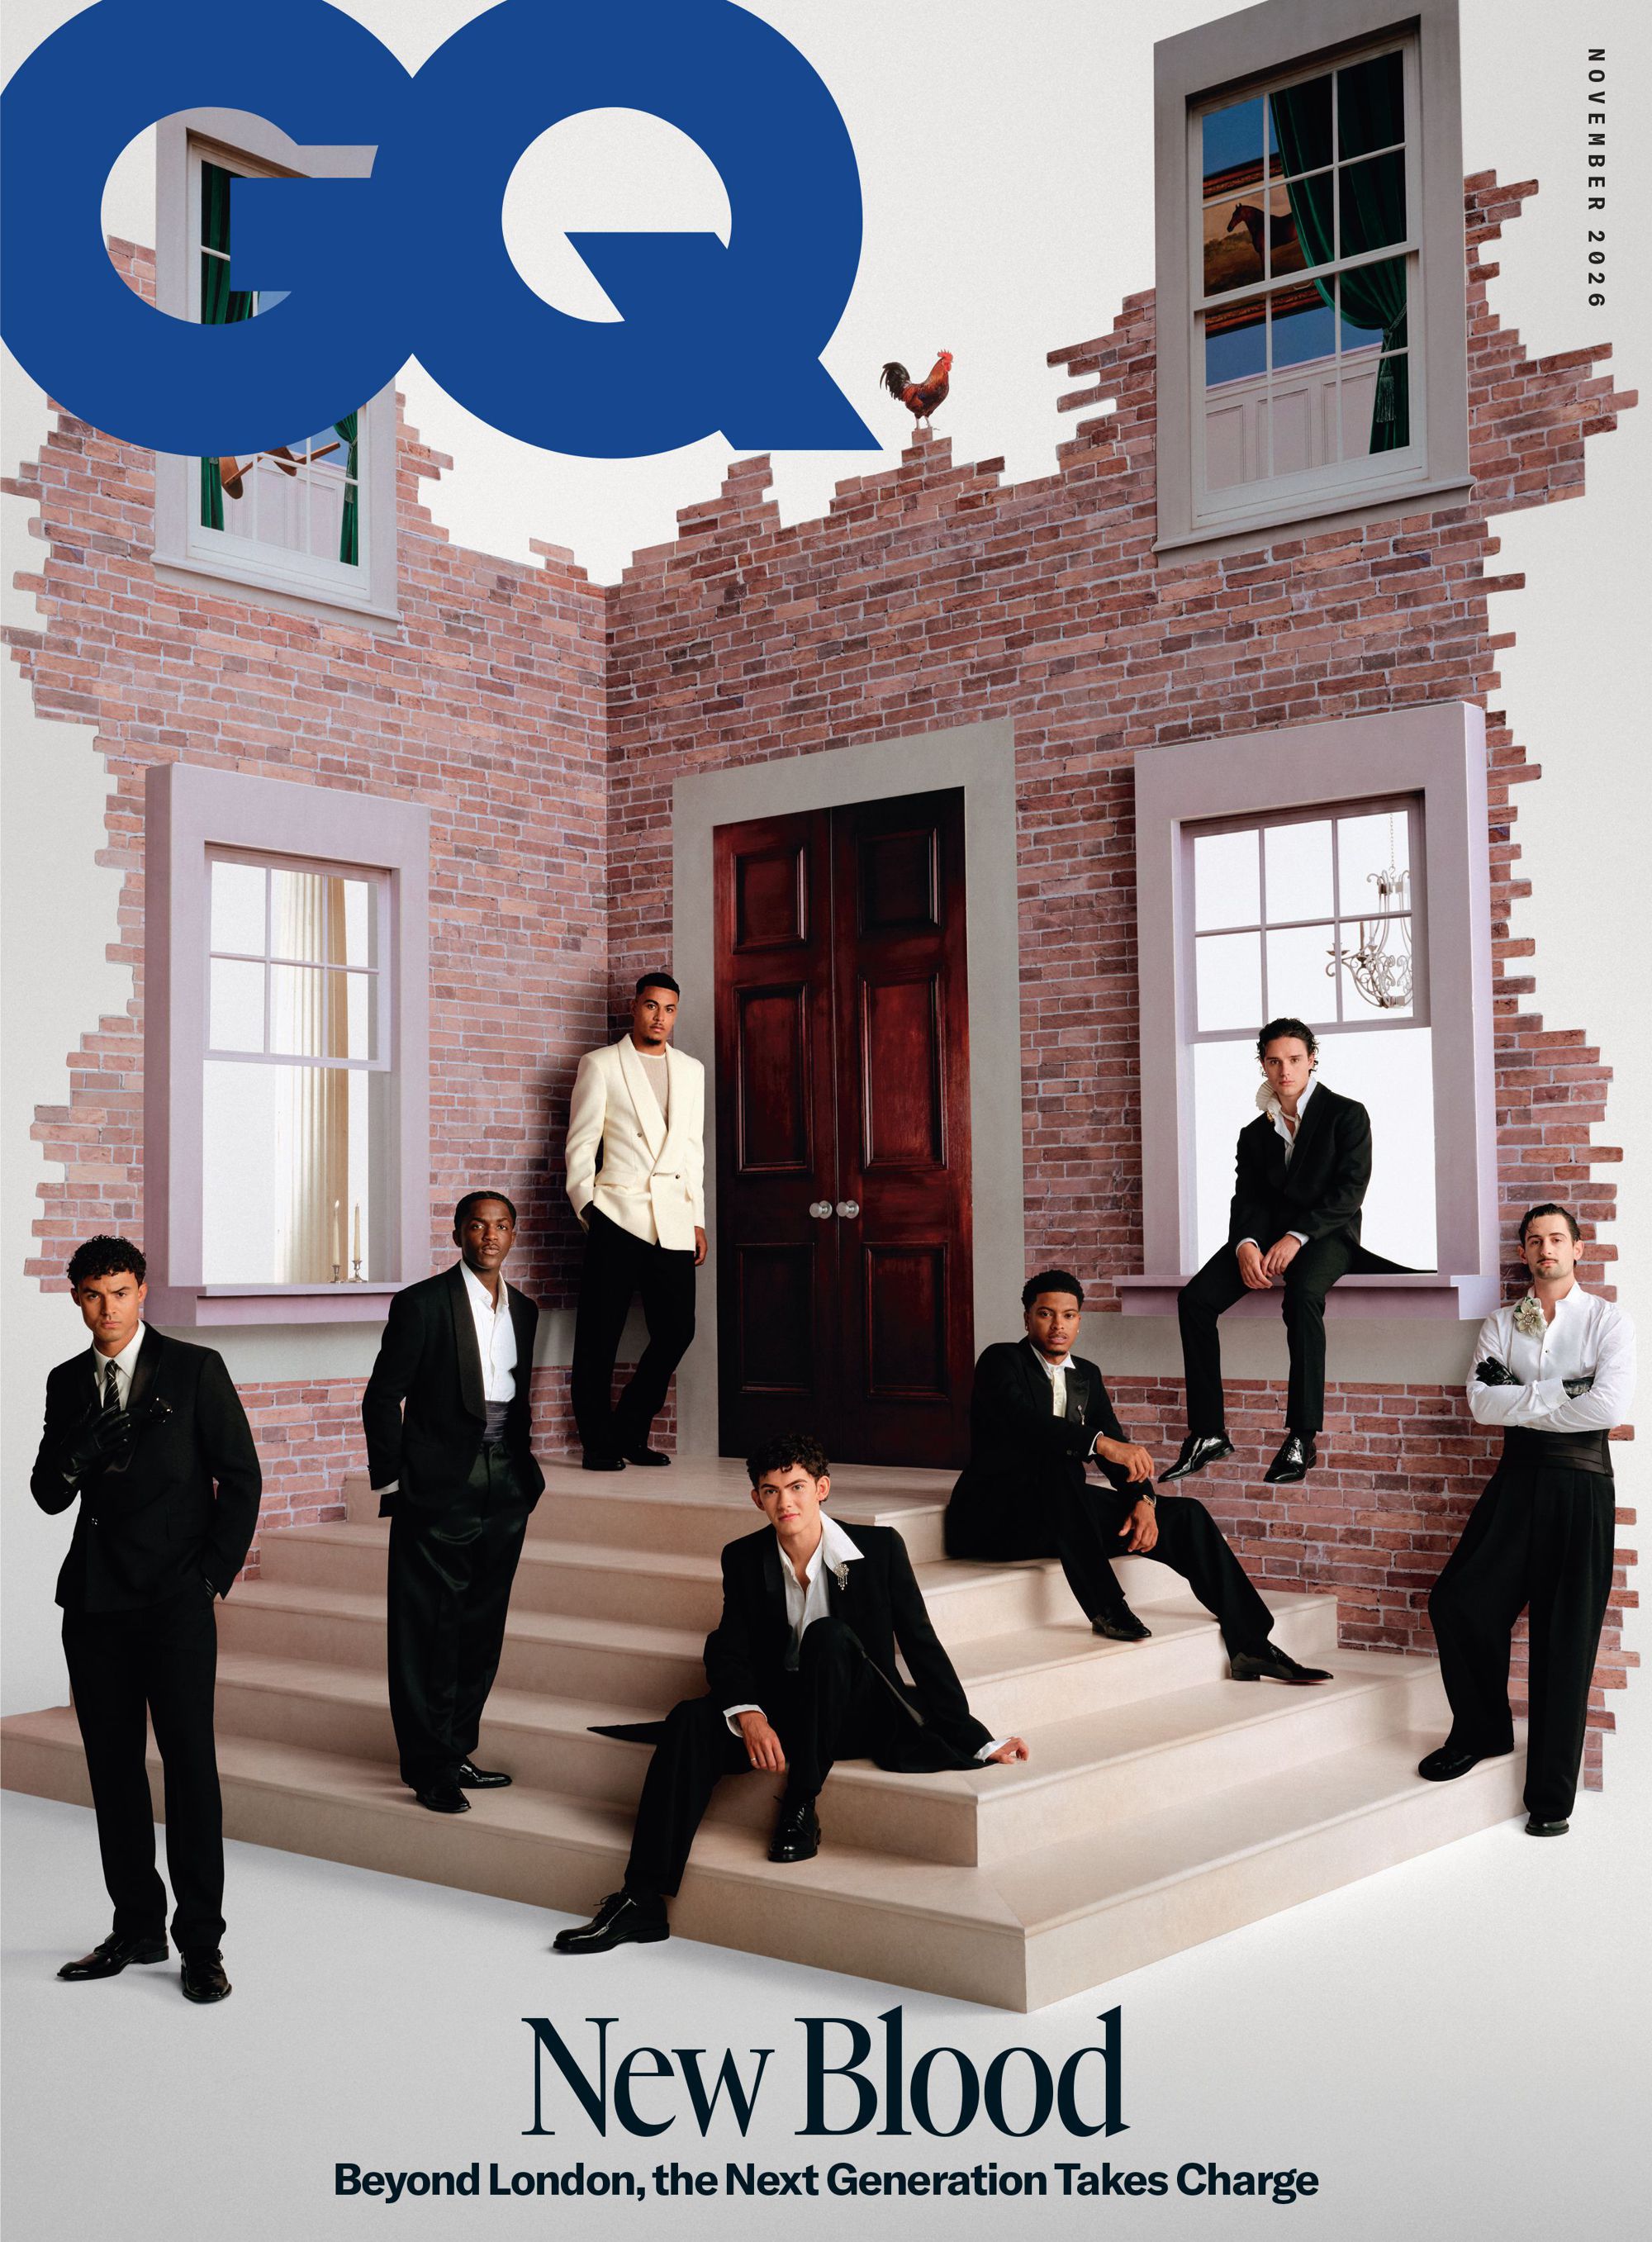 GQ
NOVEMBER 2026
New Blood
Beyond London, the Next Generation Takes Charge